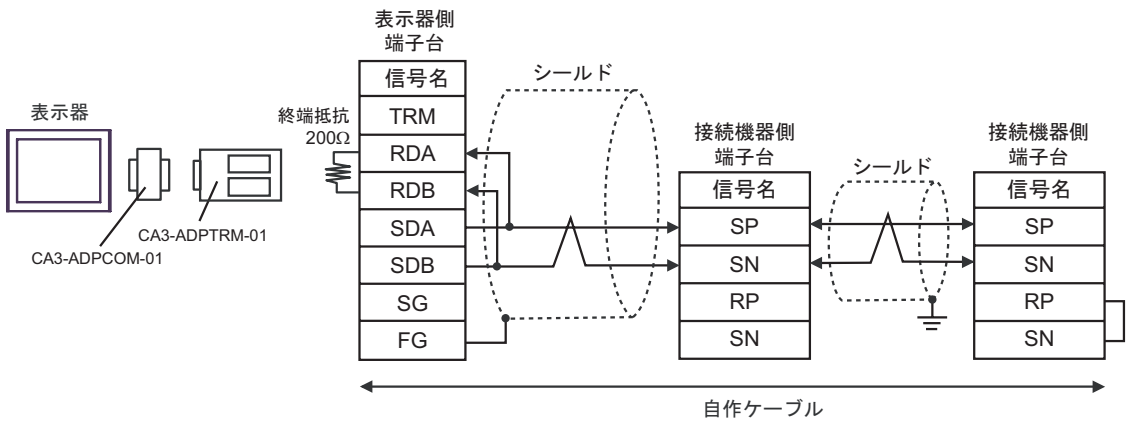 表示器
CA3-ADPCOM-01
CA3-ADPTRM-01
終端抵抗
200Ω
表示器側
端子台
信号名
TRM
RDA
RDB
SDA
SDB
SG
FG
シールド
接続機器側
端子台
信号名
SP
SN
RP
SN
シールド
接続機器側
端子台
信号名
SP
SN
RP
SN
自作ケーブル